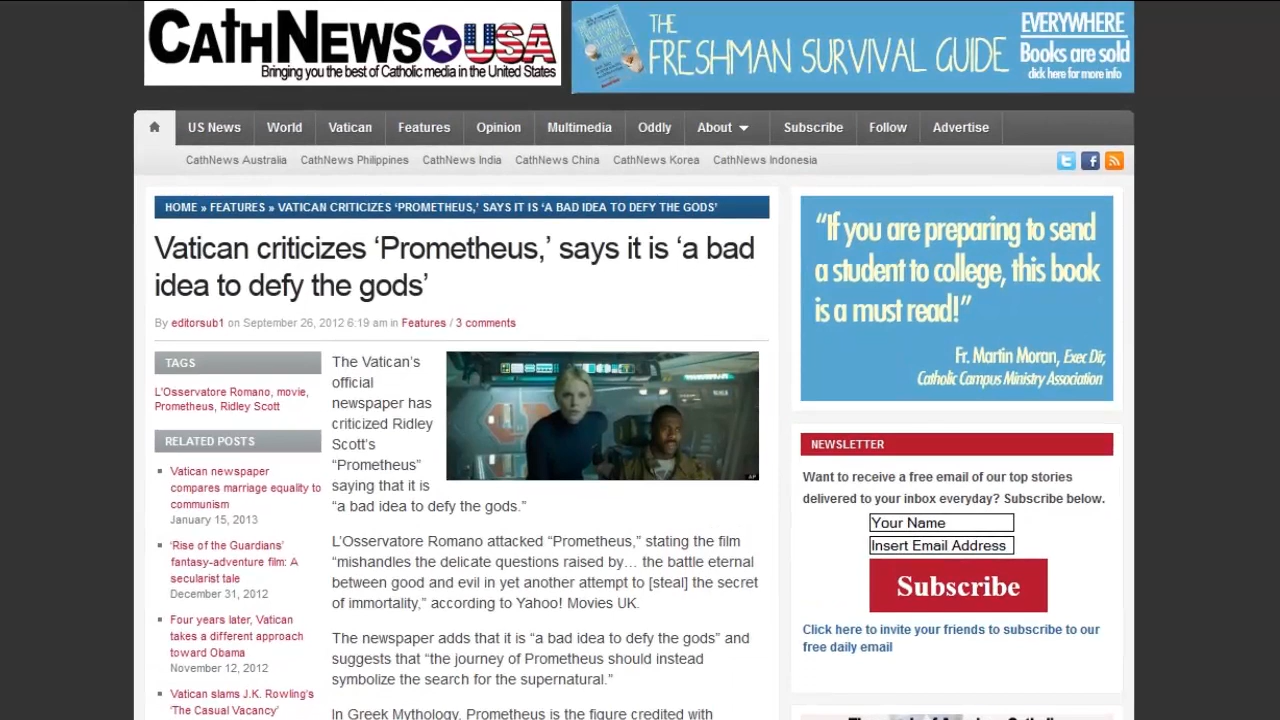 CathNews USA
Bringing you the best of Catholic media in the United States
THE
FRESHMAN SURVIVAL GUIDE
EVERYWHERE
Books are sold
click here for more info
US News World Vatican Features Opinion Multimedia Oddly About Subscribe Follow Advertise
CathNews Australia CathNews Philippines CathNews India CathNews China CathNews Korea CathNews Indonesia
HOME » FEATURES » VATICAN CRITICIZES ‘PROMETHEUS,’ SAYS IT IS ‘A BAD IDEA TO DEFY THE GODS’
Vatican criticizes ‘Prometheus,’ says it is ‘a bad
idea to defy the gods’
By editorsub1 on September 26, 2012 6:19 am in Features / 3 comments
TAGS
L'Osservatore Romano, movie,
Prometheus, Ridley Scott
RELATED POSTS
Vatican newspaper
compares marriage equality to
communism
January 15, 2013
‘Rise of the Guardians’
fantasy-adventure film: A
secularist tale
December 31, 2012
Four years later, Vatican
takes a different approach
toward Obama
November 12, 2012
Vatican slams J.K. Rowling’s
‘The Casual Vacancy’
The Vatican’s
official
newspaper has
criticized Ridley
Scott’s
“Prometheus”
saying that it is
“a bad idea to defy the gods.”
L’Osservatore Romano attacked “Prometheus,” stating the film
“mishandles the delicate questions raised by… the battle eternal
between good and evil in yet another attempt to [steal] the secret
of immortality,” according to Yahoo! Movies UK.
The newspaper adds that it is “a bad idea to defy the gods” and
suggests that “the journey of Prometheus should instead
symbolize the search for the supernatural.”
In Greek Mythology, Prometheus is the figure credited with
“If you are preparing to send
a student to college, this book
is a must read!”
Fr. Martin Moran, Exec Dir,
Catholic Campus Ministry Association
NEWSLETTER
Want to receive a free email of our top stories
delivered to your inbox everyday? Subscribe below.
Your Name
Insert Email Address
Subscribe
Click here to invite your friends to subscribe to our
free daily email